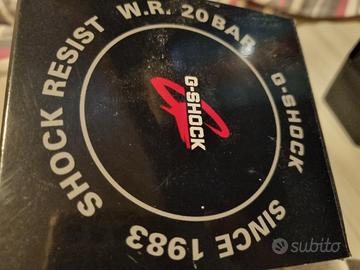 SHOCK RESIST
W.R. 20BAR
G-SHOCK
SINCE 1983
G-SHOCK
subito